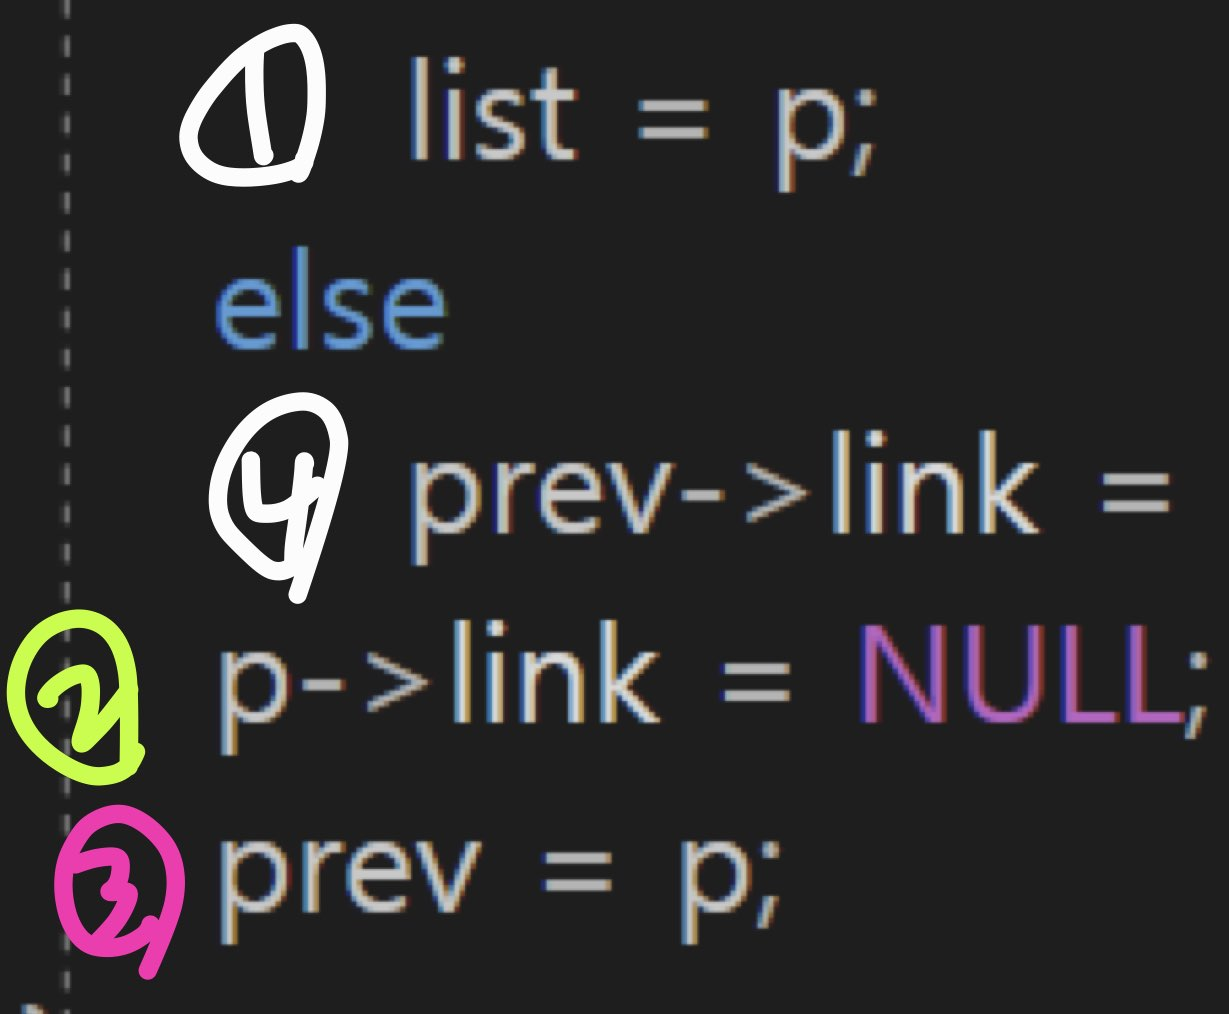 1 list = p;
else
4 prev->link =
2 p->link = NULL;
3 prev = p;